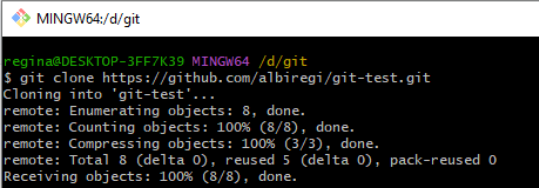 MINGW64:/d/git
regina@DESKTOP-3FF7K39 MINGW64 /d/git
$ git clone https://github.com/albiregi/git-test.git
Cloning into 'git-test'...
remote: Enumerating objects: 8, done.
remote: Counting objects: 100% (8/8), done.
remote: Compressing objects: 100% (3/3), done.
remote: Total 8 (delta 0), reused 5 (delta 0), pack-reused 0
Receiving objects: 100% (8/8), done.